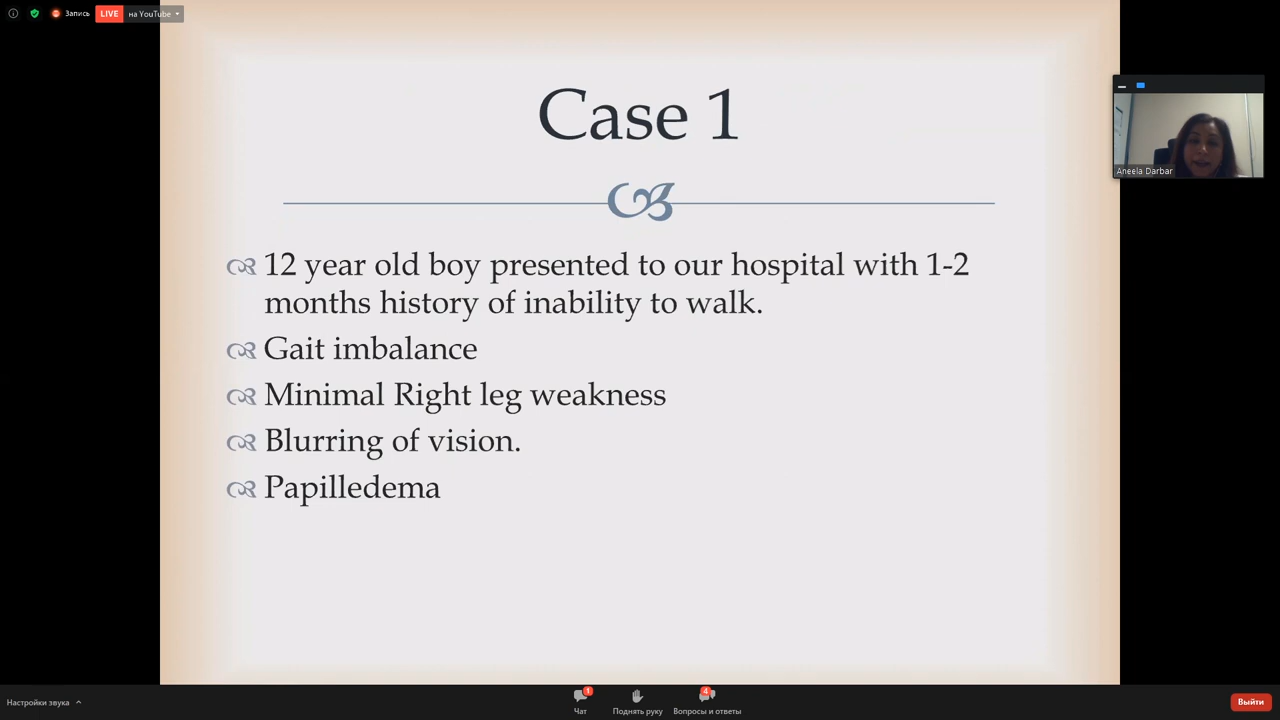 Запись
LIVE
на YouTube
Case 1
Aneela Darbar
12 year old boy presented to our hospital with 1-2
months history of inability to walk.
Gait imbalance
Minimal Right leg weakness
Blurring of vision.
Papilledema
Настройки звука
1
Чат
Поднять руку
4
Вопросы и ответы
Выйти